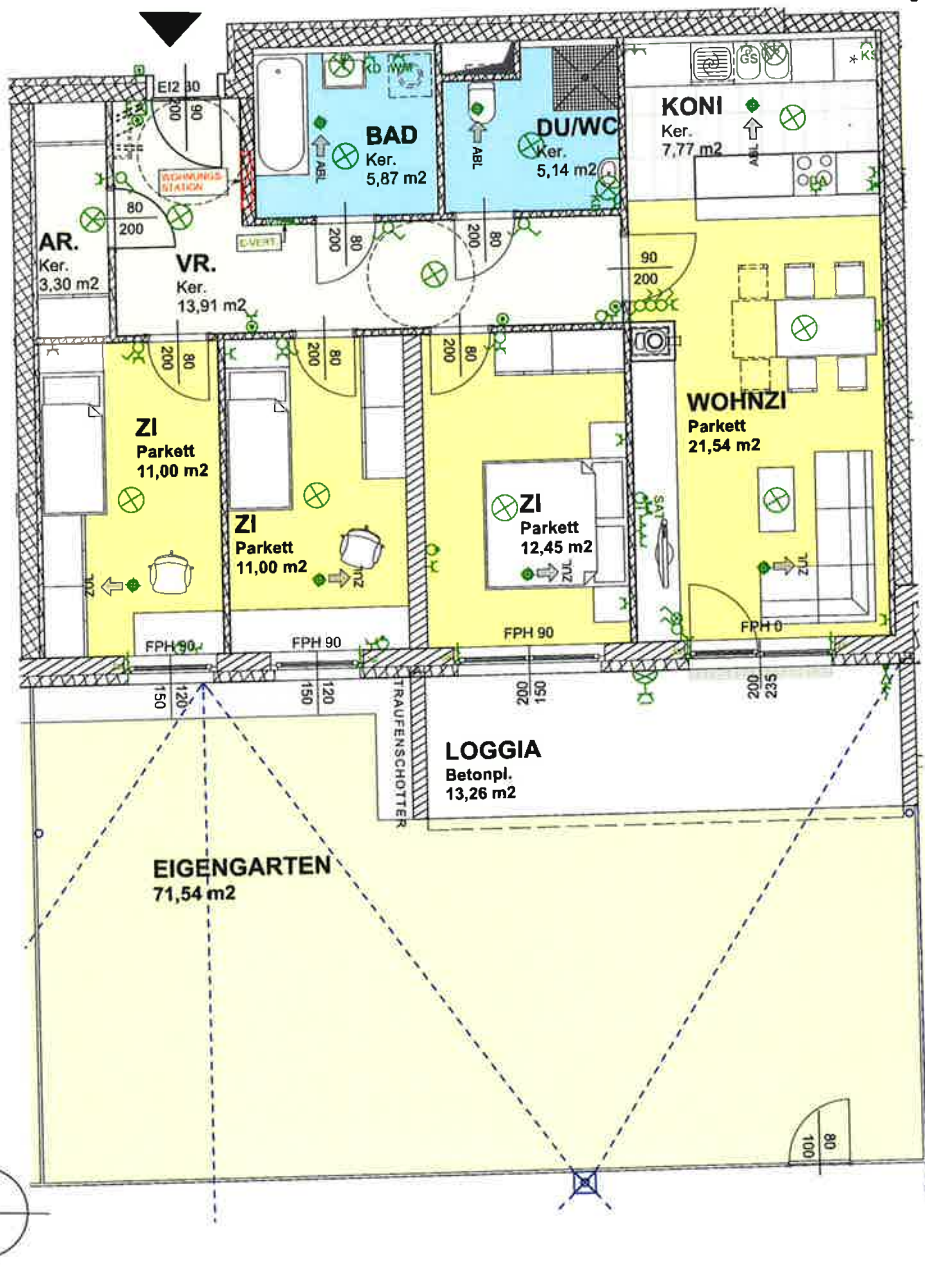 EI2 30
90
200
WOHNUNGS
STATION
E-VERT.
BAD
Ker.
5,87 m2
Kb
WM
ABL
DU/WC
Ker.
5,14 m2
ABL
KONI
Ker.
7,77 m2
ABL
GS
KS
AR.
Ker.
3,30 m2
80
200
VR.
Ker.
13,91 m2
80
200
80
200
90
200
80
200
80
200
80
200
ZI
Parkett
11,00 m2
ZUL
FPH 90
ZI
Parkett
11,00 m2
ZUL
FPH 90
ZI
Parkett
12,45 m2
ZUL
FPH 90
WOHNZI
Parkett
21,54 m2
SAT
ZUL
FPH 0
120
150
120
150
150
200
235
200
TRAUFENSCHOTTER
LOGGIA
Betonpl.
13,26 m2
EIGENGARTEN
71,54 m2
80
100